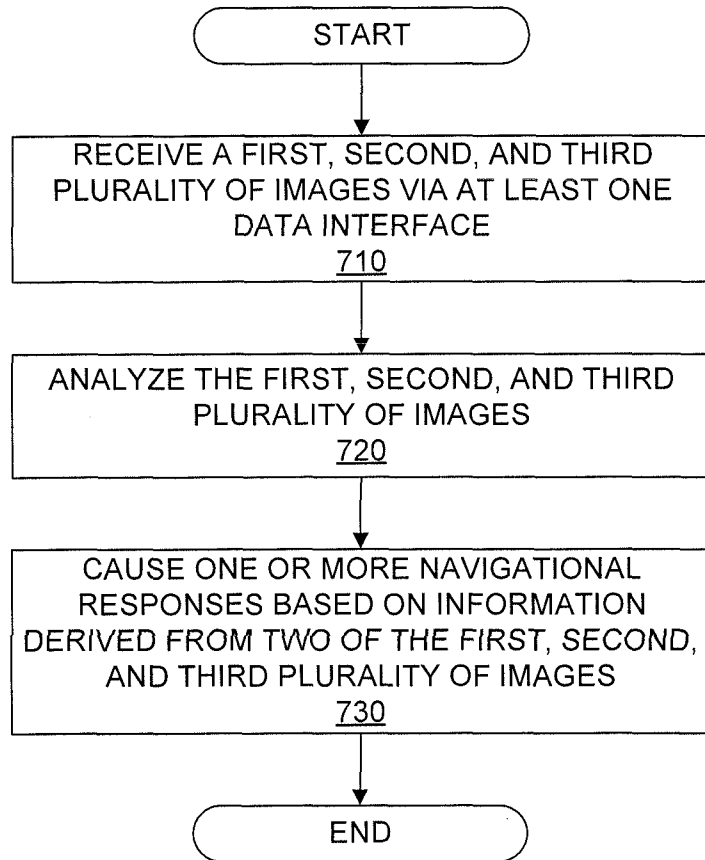 START
RECEIVE A FIRST, SECOND, AND THIRD
PLURALITY OF IMAGES VIA AT LEAST ONE
DATA INTERFACE
710
ANALYZE THE FIRST, SECOND, AND THIRD
PLURALITY OF IMAGES
720
CAUSE ONE OR MORE NAVIGATIONAL
RESPONSES BASED ON INFORMATION
DERIVED FROM TWO OF THE FIRST, SECOND,
AND THIRD PLURALITY OF IMAGES
730
END